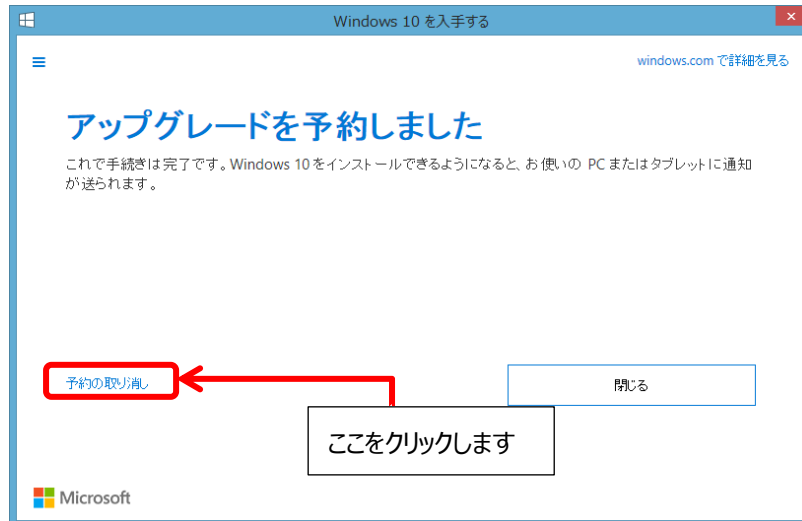 Windows 10 を入手する
windows.com で詳細を見る
アップグレードを予約しました
これで手続きは完了です。Windows 10 をインストールできるようになると、お使いの PC またはタブレットに通知
が送られます。
予約の取り消し
閉じる
ここをクリックします
Microsoft